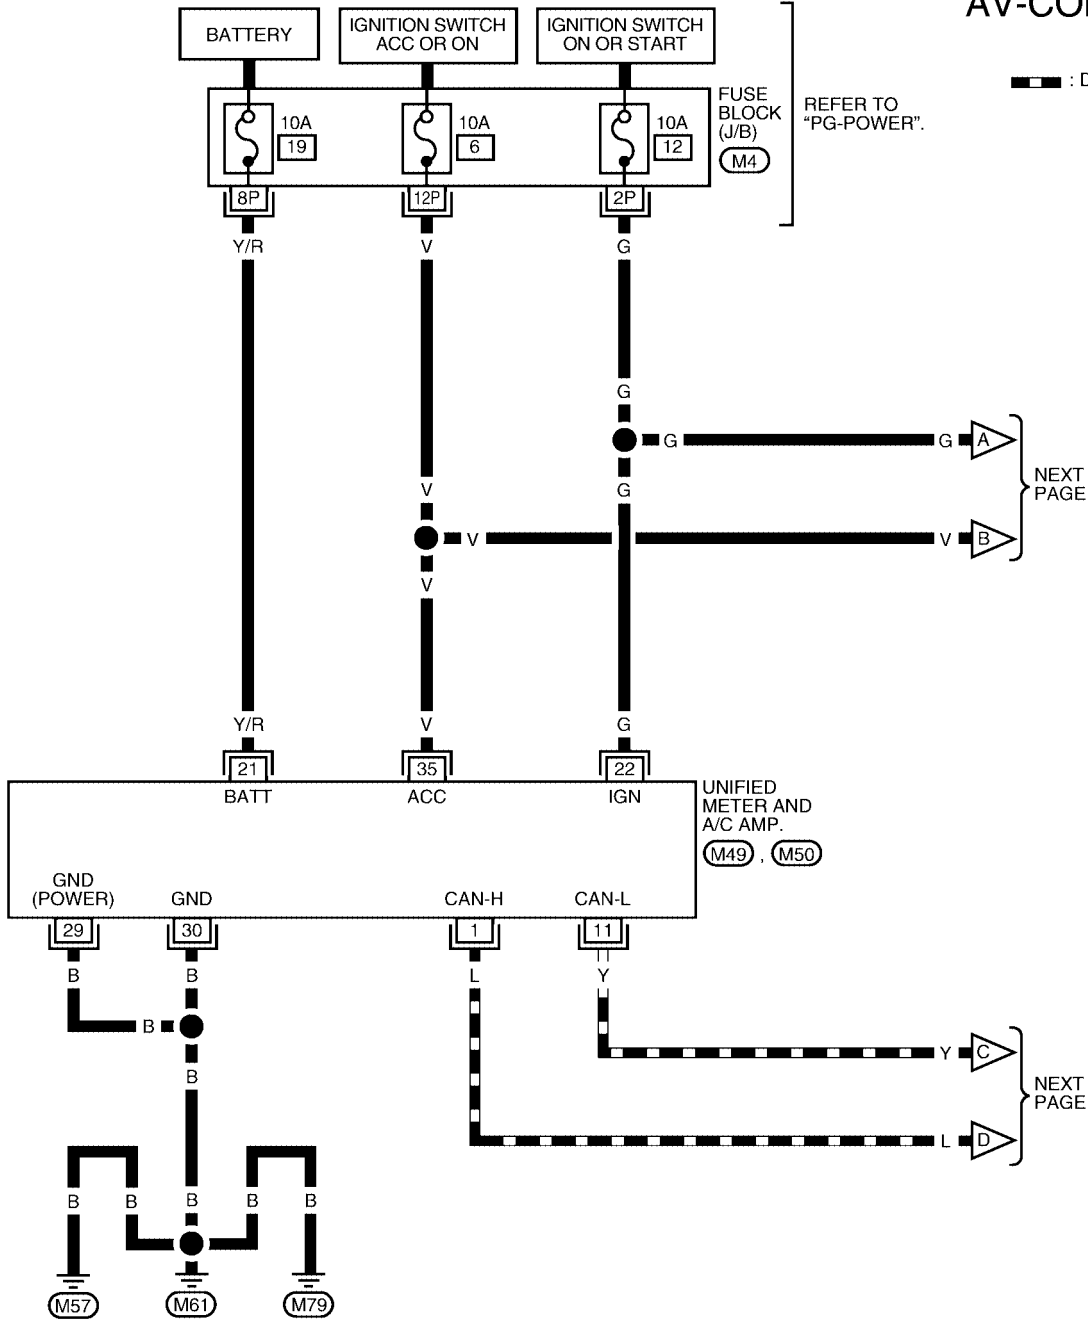 AV-CO
BATTERY
IGNITION SWITCH
ACC OR ON
IGNITION SWITCH
ON OR START
: D
FUSE
BLOCK
(J/B)
M4
REFER TO
"PG-POWER".
10A
19
10A
6
10A
12
8P
12P
2P
Y/R
V
G
G
G
G
A
V
G
NEXT
PAGE
V
V
B
V
Y/R
V
G
21
35
22
BATT
ACC
IGN
UNIFIED
METER AND
A/C AMP.
M49 , M50
GND
(POWER)
GND
CAN-H
CAN-L
29
30
1
11
B
B
L
Y
B
Y
C
B
NEXT
PAGE
L
D
B
B
B
B
B
M57
M61
M79